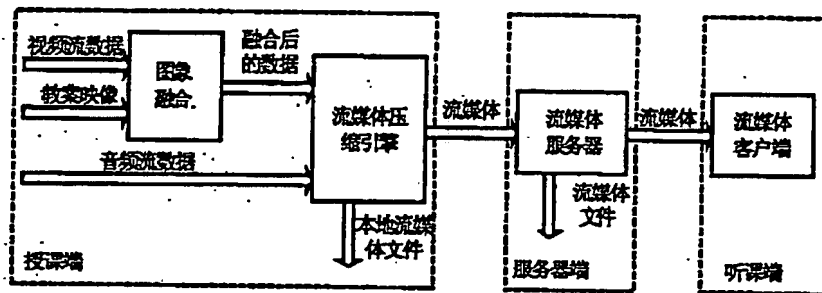 视频流数据
教案映像
音频流数据
图象
融合
融合后
的数据
流媒体压
缩引擎
本地流媒
体文件
授课端
流媒体
流媒体
服务器
流媒体
文件
服务器端
流媒体
流媒体
客户端
听课端